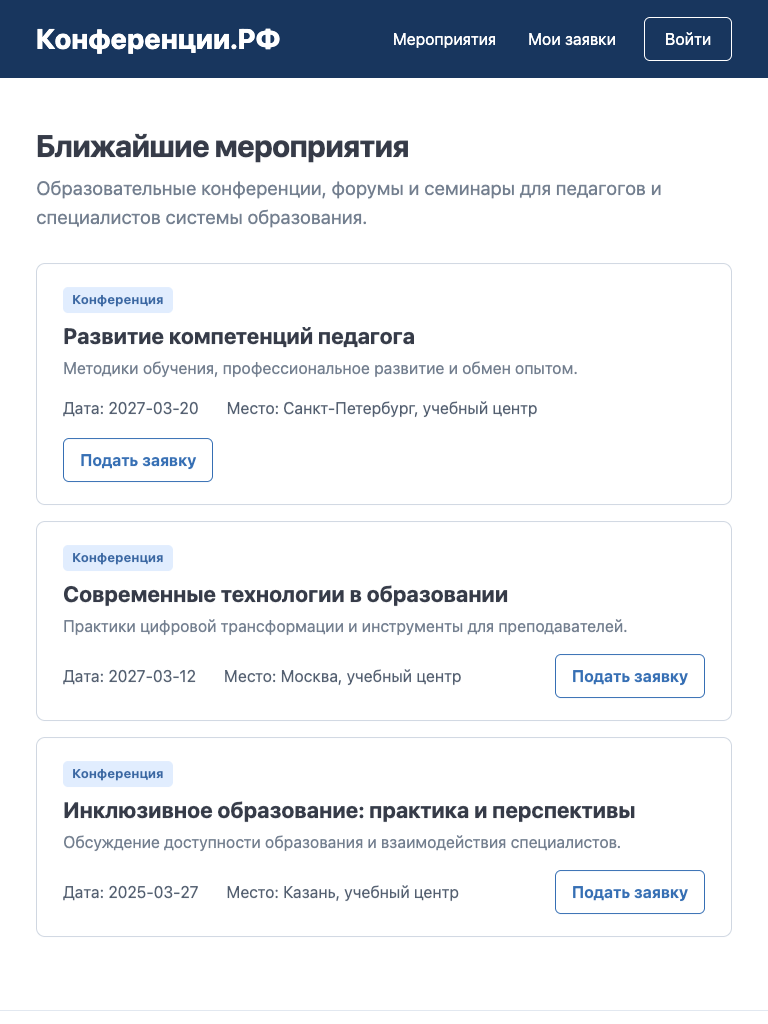 Конференции.РФ
Мероприятия
Мои заявки
Войти
Ближайшие мероприятия
Образовательные конференции, форумы и семинары для педагогов и
специалистов системы образования.
Конференция
Развитие компетенций педагога
Методики обучения, профессиональное развитие и обмен опытом.
Дата: 2027-03-20 Место: Санкт-Петербург, учебный центр
Подать заявку
Конференция
Современные технологии в образовании
Практики цифровой трансформации и инструменты для преподавателей.
Дата: 2027-03-12 Место: Москва, учебный центр
Подать заявку
Конференция
Инклюзивное образование: практика и перспективы
Обсуждение доступности образования и взаимодействия специалистов.
Дата: 2025-03-27 Место: Казань, учебный центр
Подать заявку